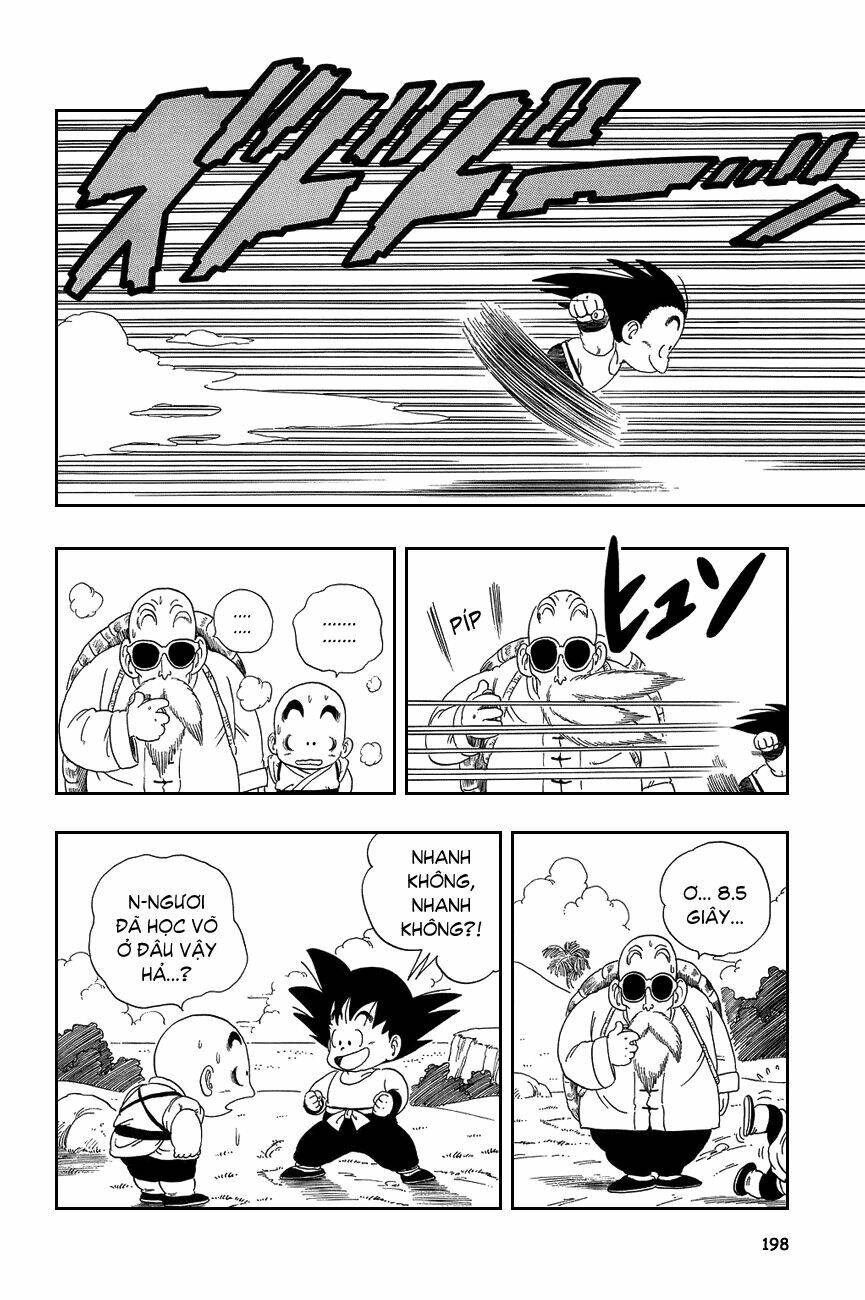 ズドドー...!!
ヒュン
PÍP
.......
.......
....
....
Ơ... 8.5
GIÂY...
NHANH
KHÔNG,
NHANH
KHÔNG?!
N-NGƯƠI
ĐÃ HỌC VÕ
Ở ĐÂU VẬY
HẢ...?
198